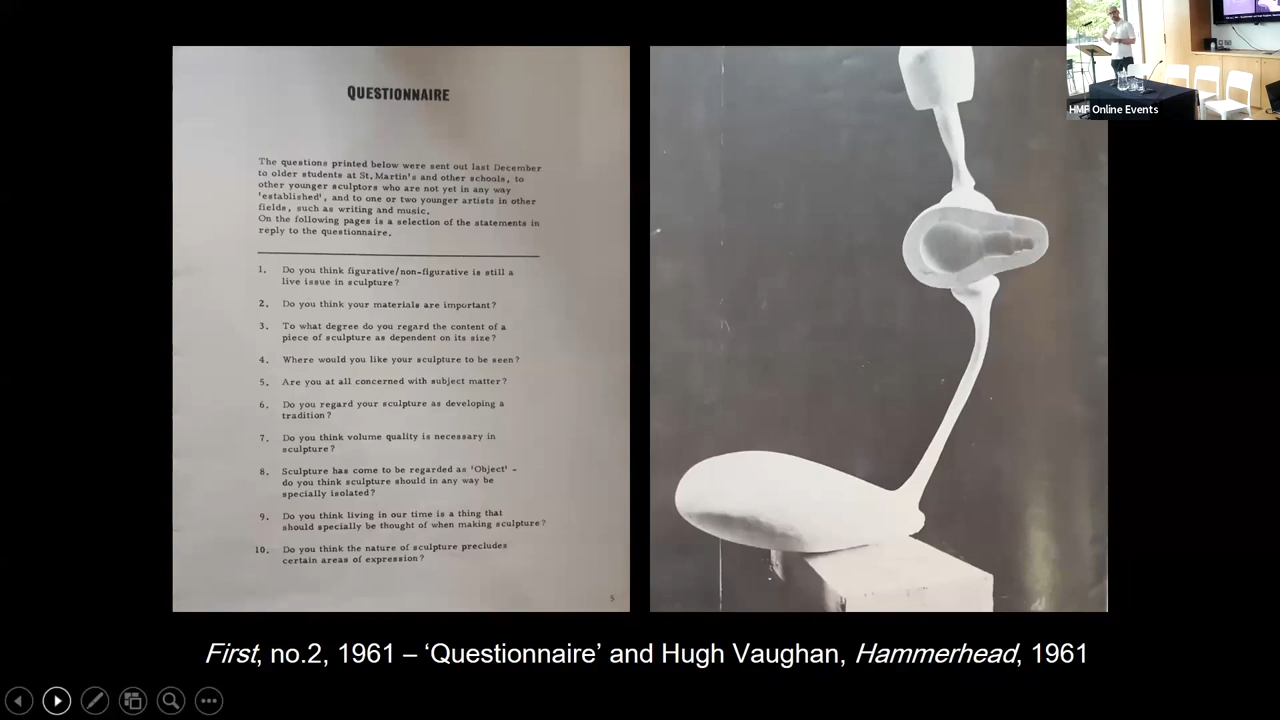 QUESTIONNAIRE
The questions printed below were sent out last December
to older students at St. Martin's and other schools, to
other younger sculptors who are not yet in any way
'established', and to one or two younger artists in other
fields, such as writing and music.
On the following pages is a selection of the statements in
reply to the questionnaire.
1. Do you think figurative/non-figurative is still a
live issue in sculpture?
2. Do you think your materials are important?
3. To what degree do you regard the content of a
piece of sculpture as dependent on its size?
4. Where would you like your sculpture to be seen?
5. Are you at all concerned with subject matter?
6. Do you regard your sculpture as developing a
tradition?
7. Do you think volume quality is necessary in
sculpture?
8. Sculpture has come to be regarded as 'Object' -
do you think sculpture should in any way be
specially isolated?
9. Do you think living in our time is a thing that
should specially be thought of when making sculpture?
10. Do you think the nature of sculpture precludes
certain areas of expression?
5
HMF Online Events
First, no.2, 1961 – ‘Questionnaire’ and Hugh Vaughan, Hammerhead, 1961